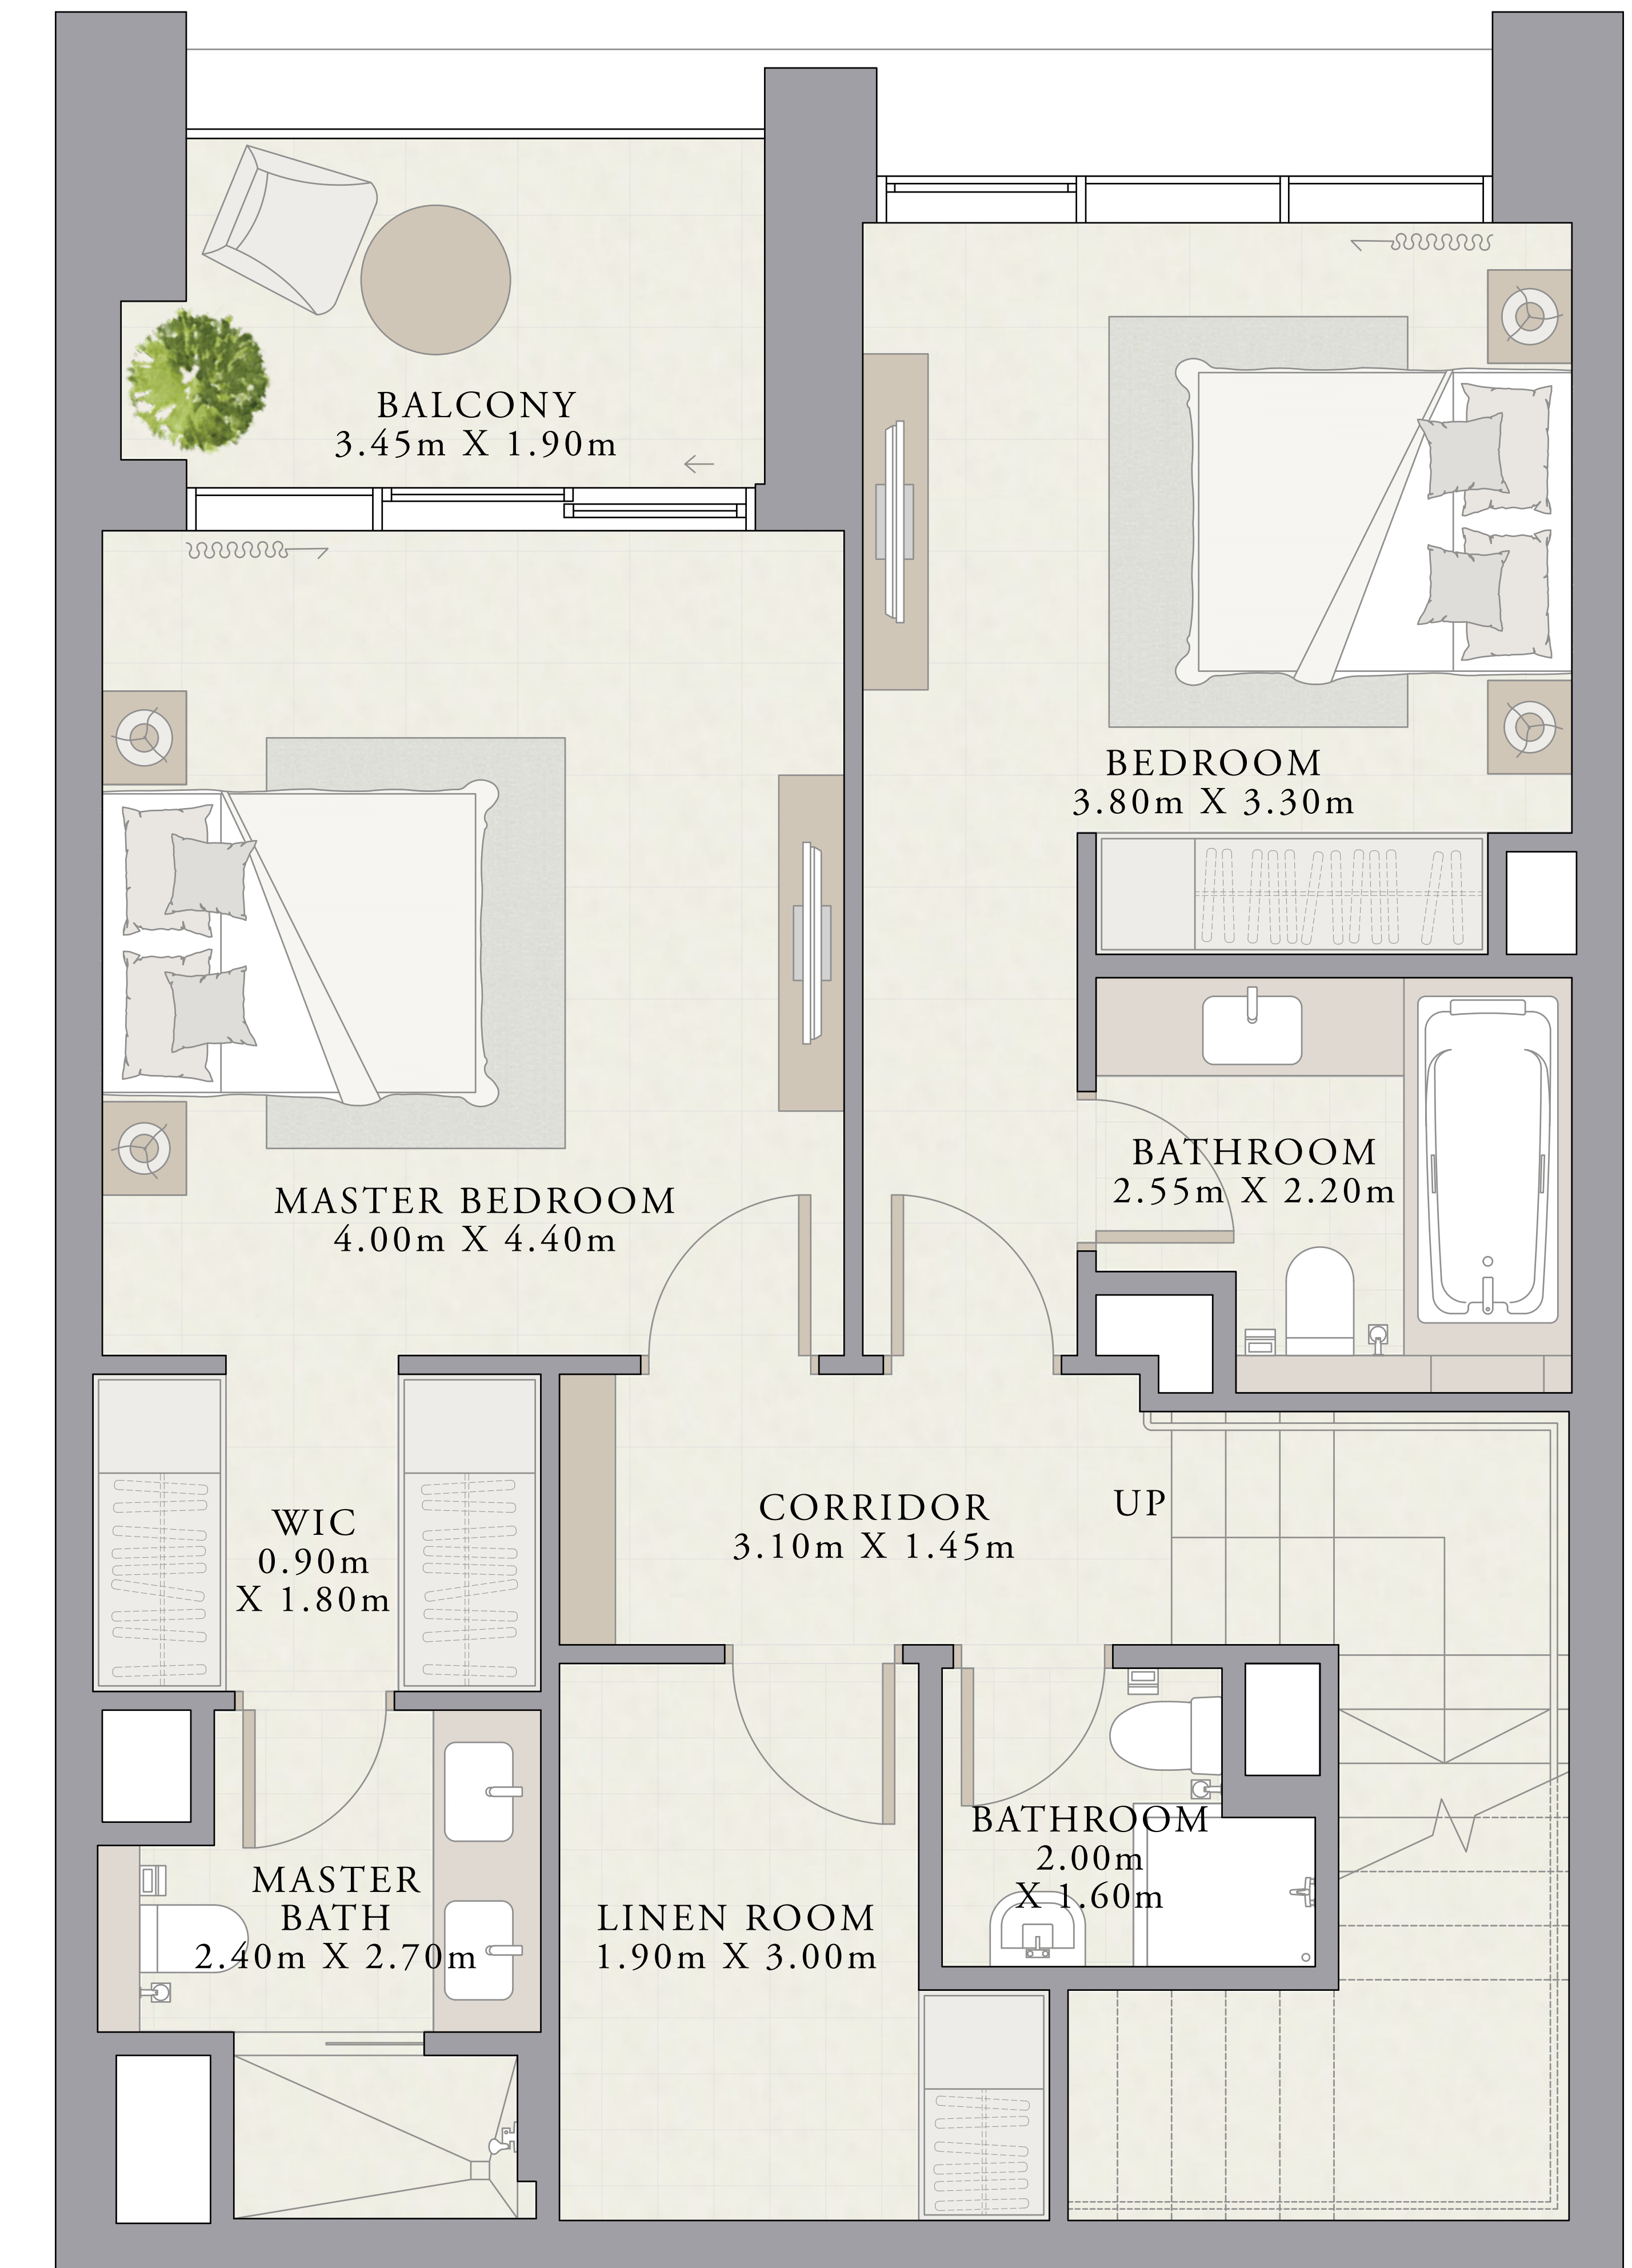 BALCONY
3.45m X 1.90m
BEDROOM
3.80m X 3.30m
BATHROOM
2.55m X 2.20m
MASTER BEDROOM
4.00m X 4.40m
CORRIDOR
3.10m X 1.45m
UP
WIC
0.90m
X 1.80m
BATHROOM
2.00m
X 1.60m
MASTER
BATH
2.40m X 2.70m
LINEN ROOM
1.90m X 3.00m